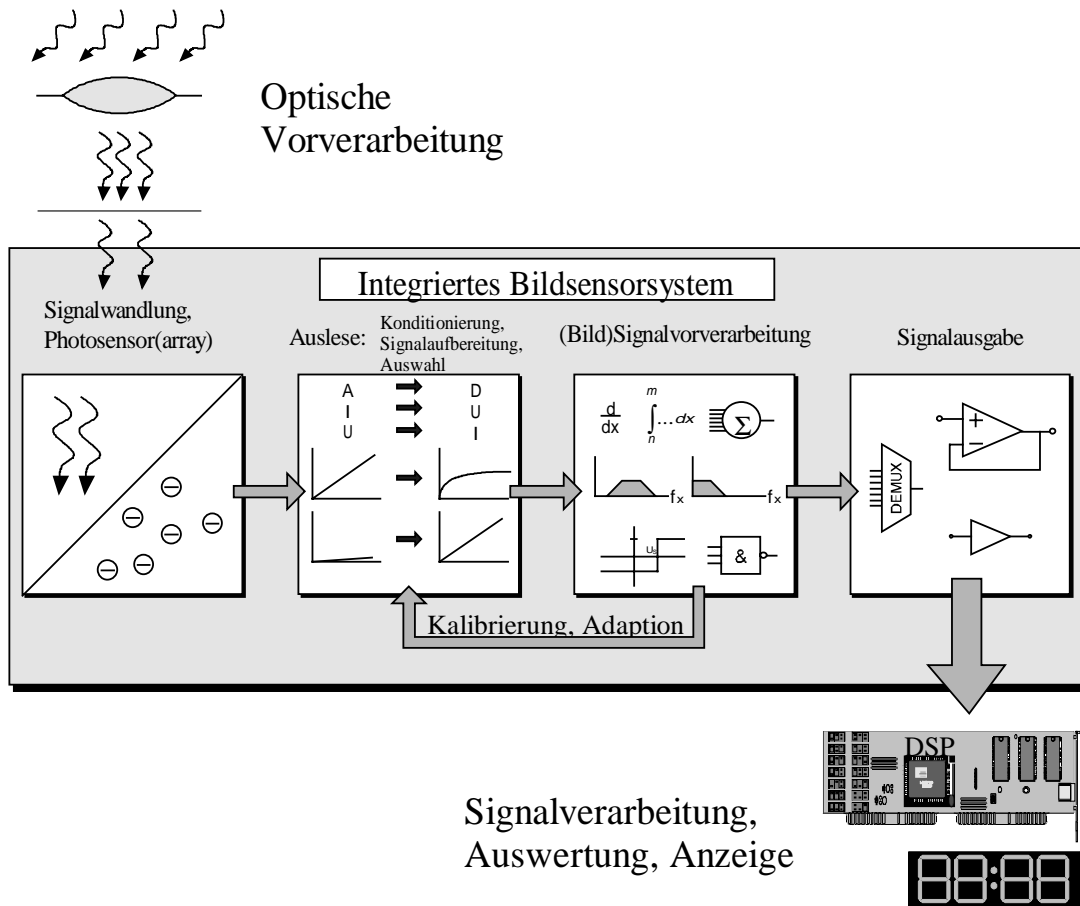 Optische
Vorverarbeitung
Integriertes Bildsensorsystem
Signalwandlung,
Photosensor(array)
Auslese:
Konditionierung,
Signalaufbereitung,
Auswahl
(Bild)Signalvorverarbeitung
Signalausgabe
A D
I U
U I
d
dx
m
∫...dx
n
Σ
fx
fx
Us
&
+
−
DEMUX
Kalibrierung, Adaption
DSP
Signalverarbeitung,
Auswertung, Anzeige
88:88